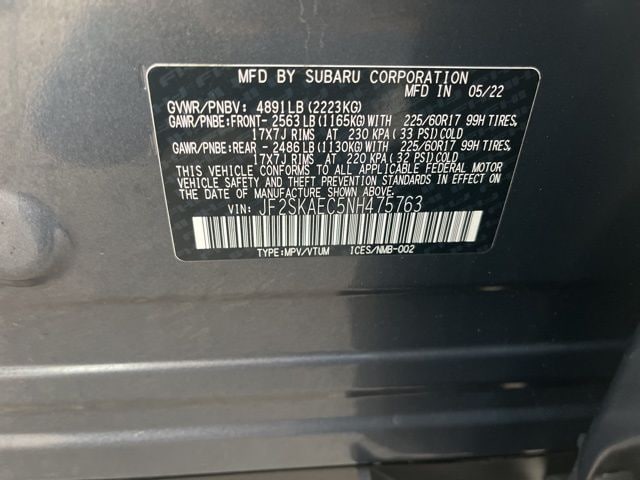 MFD BY SUBARU CORPORATION
MFD IN 05/22
GVWR/PNBV: 4891LB(2223KG)
GAWR/PNBE:FRONT- 2563LB(1165KG)WITH 225/60R17 99H TIRES,
17X7J RIMS AT 230 KPA(33 PSI)COLD
GAWR/PNBE:REAR - 2486LB(1130KG)WITH 225/60R17 99H TIRES,
17X7J RIMS AT 220 KPA(32 PSI)COLD
THIS VEHICLE CONFORMS TO ALL APPLICABLE FEDERAL MOTOR
VEHICLE SAFETY AND THEFT PREVENTION STANDARDS IN EFFECT ON
THE DATE OF MANUFACTURE SHOWN ABOVE.
VIN: JF2SKAEC5NH475763
TYPE:MPV/VTUM ICES/NMB-002